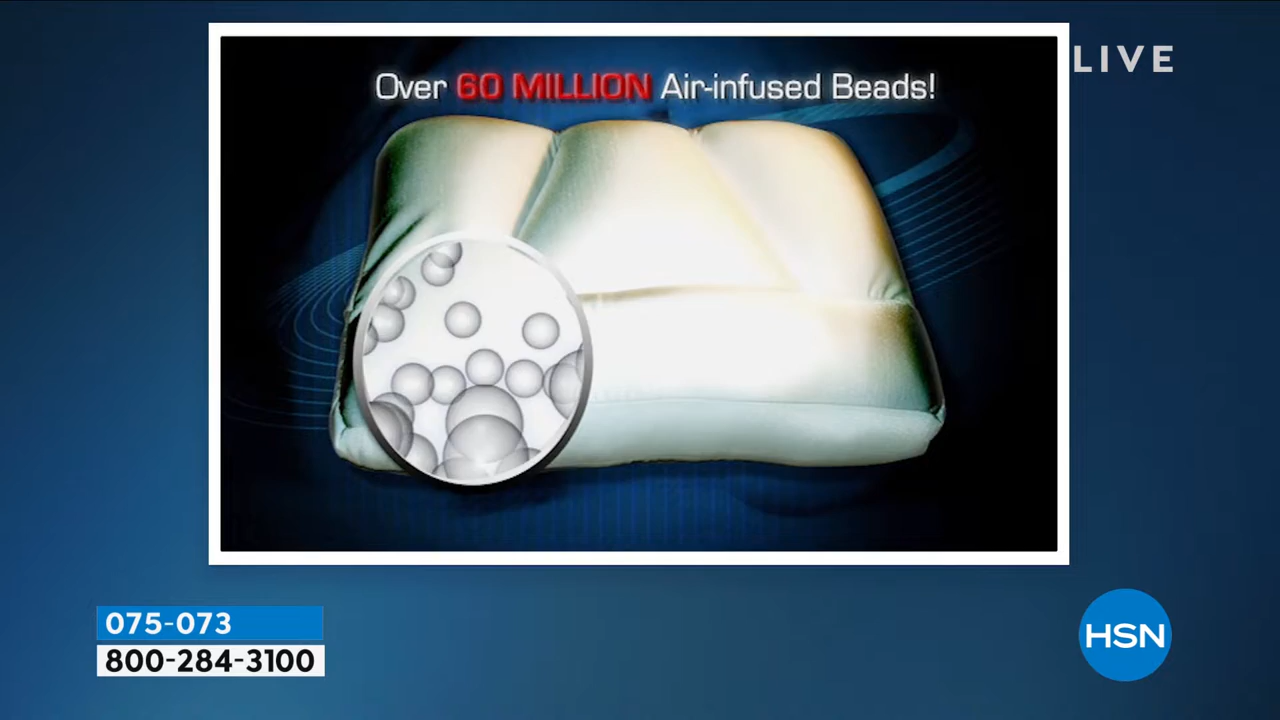 Over 60 MILLION Air-infused Beads!
LIVE
075-073
800-284-3100
HSN